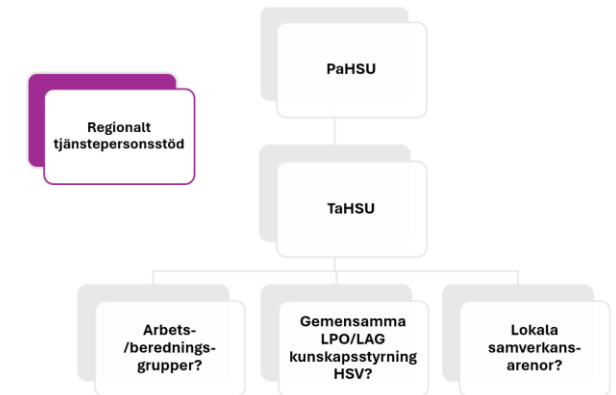 PaHSU
Regionalt
tjänstepersonsstöd
TaHSU
Arbets-
/berednings-
grupper?
Gemensamma
LPO/LAG
kunskapsstyrning
HSV?
Lokala
samverkans-
arenor?